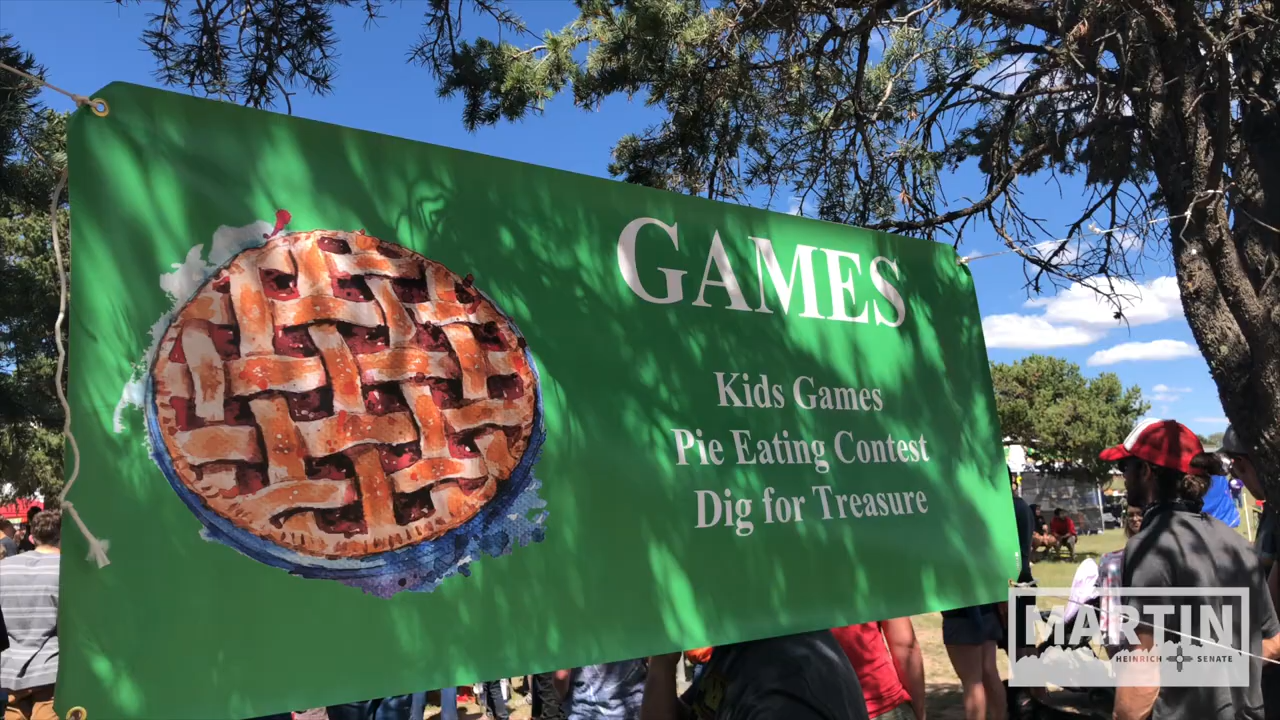 GAMES
Kids Games
Pie Eating Contest
Dig for Treasure
MARTIN
HEINRICH SENATE